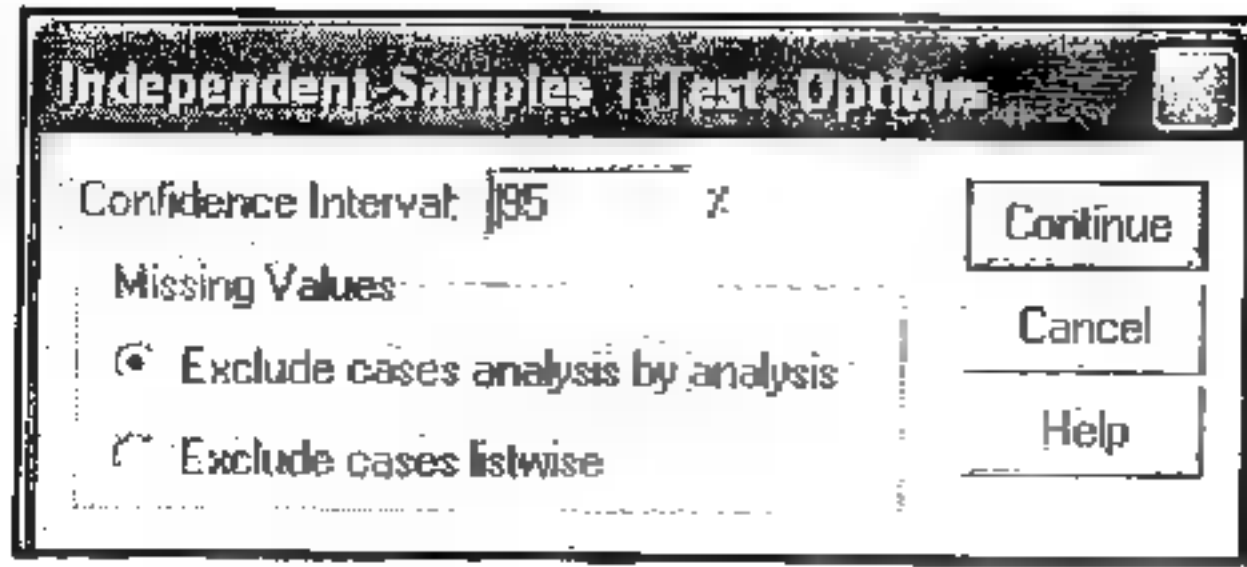 Independent-Samples T Test: Options
Confidence Interval: 95 %
Missing Values
Exclude cases analysis by analysis
Exclude cases listwise
Continue
Cancel
Help